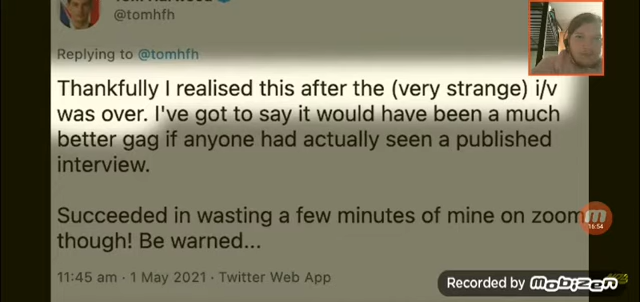 @tomhfh
Replying to @tomhfh
Thankfully I realised this after the (very strange) i/v
was over. I've got to say it would have been a much
better gag if anyone had actually seen a published
interview.
Succeeded in wasting a few minutes of mine on zoom
though! Be warned...
11:45 am · 1 May 2021 · Twitter Web App
16:54
Recorded by Mobizen